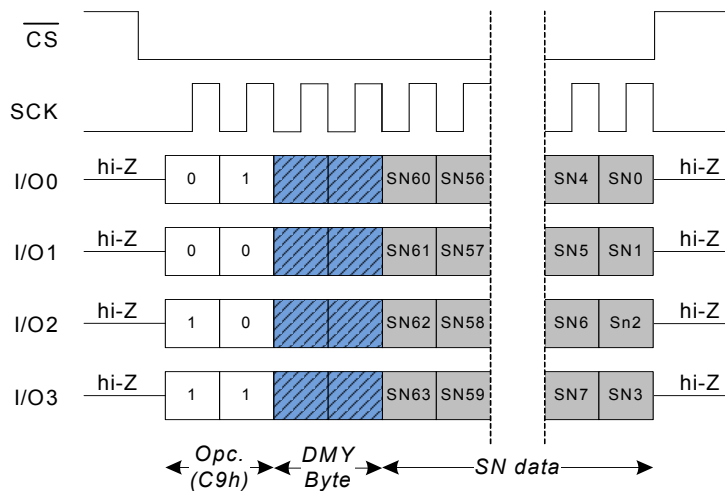 CS
SCK
I/O0 hi-Z 0 1 SN60 SN56 SN4 SN0 hi-Z
I/O1 hi-Z 0 0 SN61 SN57 SN5 SN1 hi-Z
I/O2 hi-Z 1 0 SN62 SN58 SN6 Sn2 hi-Z
I/O3 hi-Z 1 1 SN63 SN59 SN7 SN3 hi-Z
Opc. DMY SN data
(C9h) Byte